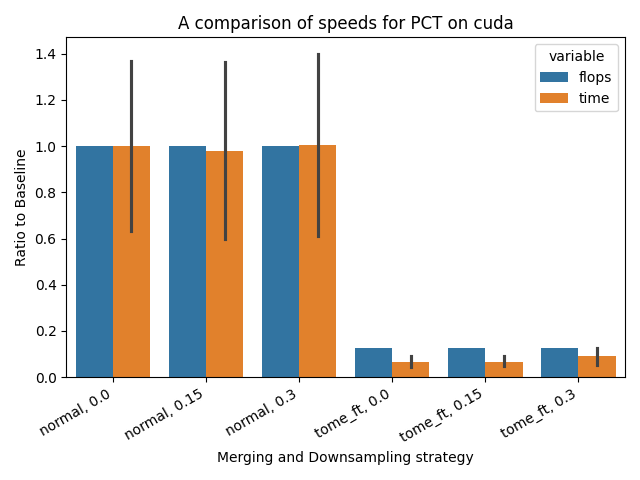 A comparison of speeds for PCT on cuda
variable
flops
time
Ratio to Baseline
1.4
1.2
1.0
0.8
0.6
0.4
0.2
0.0
normal, 0.0
normal, 0.15
normal, 0.3
tome_ft, 0.0
tome_ft, 0.15
tome_ft, 0.3
Merging and Downsampling strategy